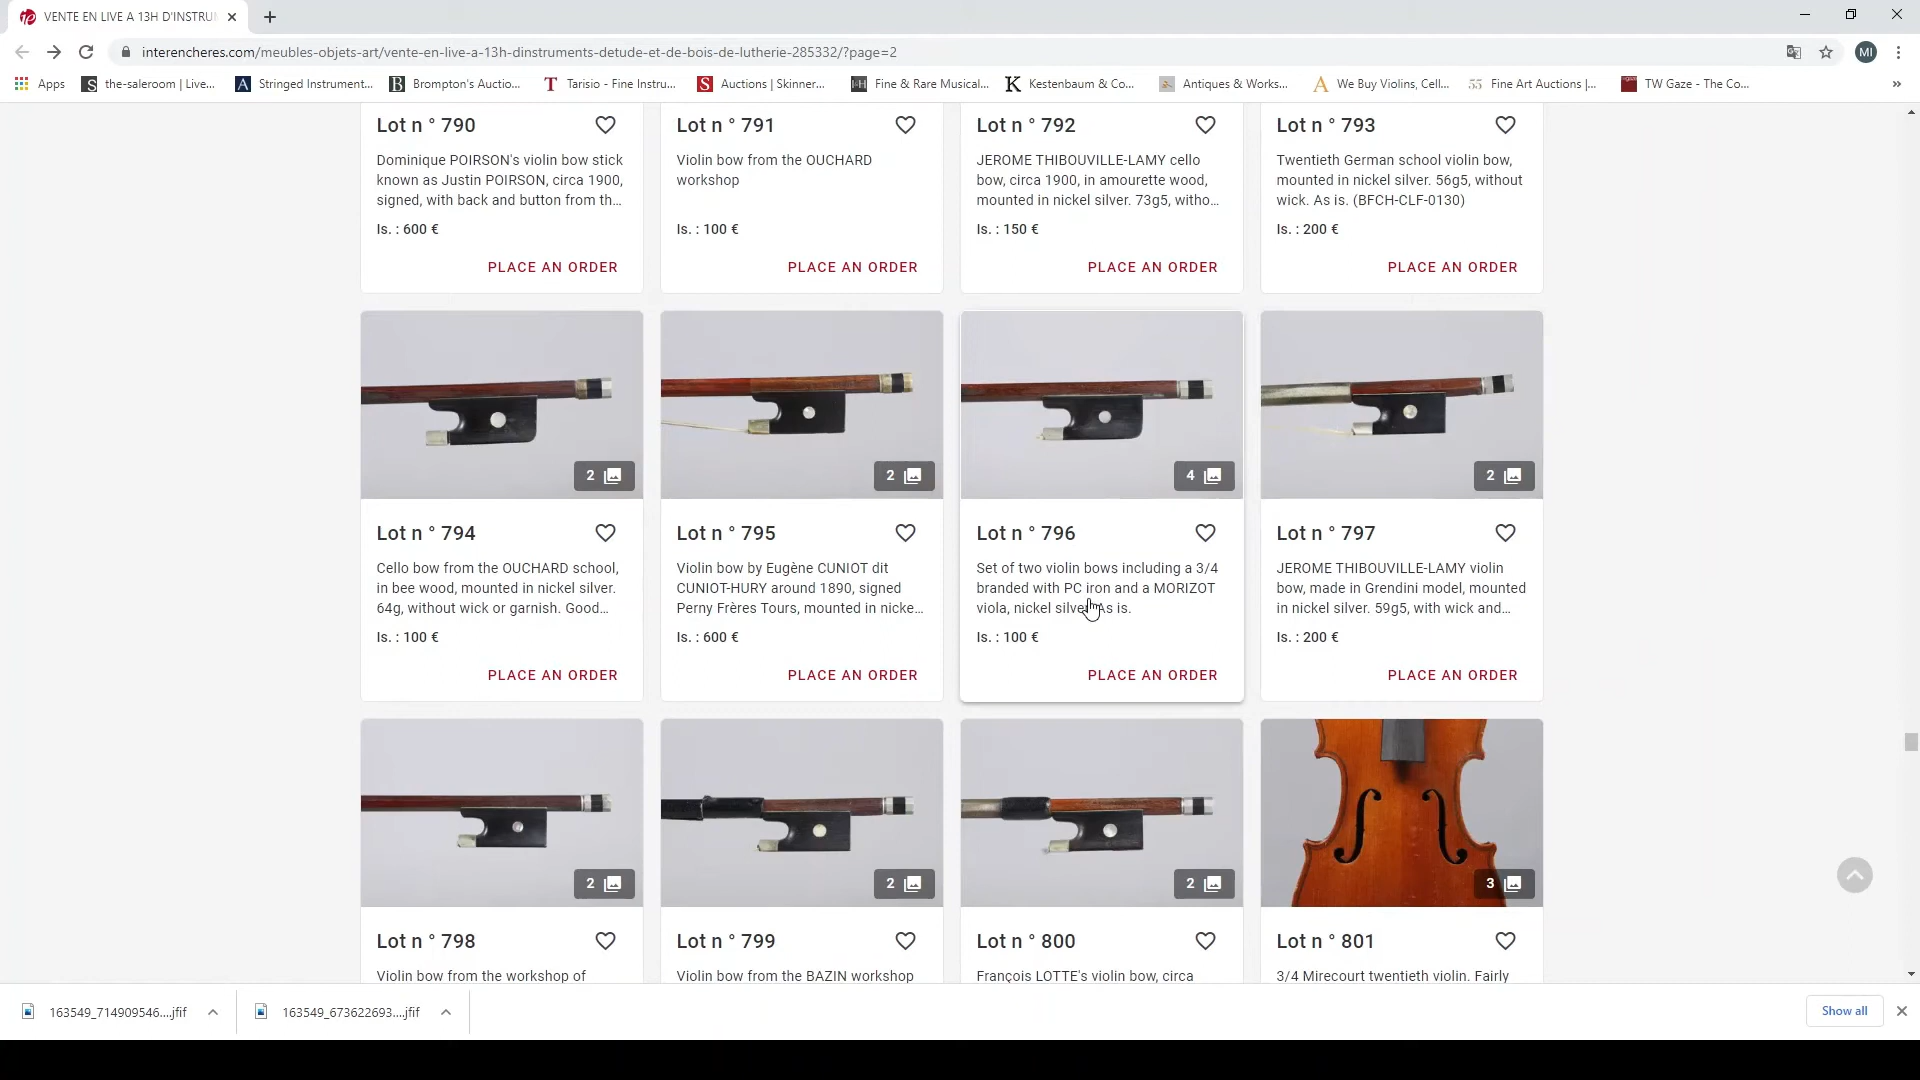 VENTE EN LIVE A 13H D'INSTRU
interencheres.com/meubles-objets-art/vente-en-live-a-13h-dinstruments-detude-et-de-bois-de-lutherie-285332/?page=2
MI
Apps
the-saleroom | Live...
Stringed Instrument...
Brompton's Auctio...
Tarisio - Fine Instru...
Auctions | Skinner...
Fine & Rare Musical...
Kestenbaum & Co...
Antiques & Works...
We Buy Violins, Cell...
Fine Art Auctions |...
TW Gaze - The Co...
»
Lot n ° 790
Dominique POIRSON's violin bow stick
known as Justin POIRSON, circa 1900,
signed, with back and button from th...
Is. : 600 €
PLACE AN ORDER
Lot n ° 791
Violin bow from the OUCHARD
workshop
Is. : 100 €
PLACE AN ORDER
Lot n ° 792
JEROME THIBOUVILLE-LAMY cello
bow, circa 1900, in amourette wood,
mounted in nickel silver. 73g5, witho...
Is. : 150 €
PLACE AN ORDER
Lot n ° 793
Twentieth German school violin bow,
mounted in nickel silver. 56g5, without
wick. As is. (BFCH-CLF-0130)
Is. : 200 €
PLACE AN ORDER
2
Lot n ° 794
Cello bow from the OUCHARD school,
in bee wood, mounted in nickel silver.
64g, without wick or garnish. Good...
Is. : 100 €
PLACE AN ORDER
2
Lot n ° 795
Violin bow by Eugène CUNIOT dit
CUNIOT-HURY around 1890, signed
Perny Frères Tours, mounted in nicke...
Is. : 600 €
PLACE AN ORDER
4
Lot n ° 796
Set of two violin bows including a 3/4
branded with PC iron and a MORIZOT
viola, nickel silver. As is.
Is. : 100 €
PLACE AN ORDER
2
Lot n ° 797
JEROME THIBOUVILLE-LAMY violin
bow, made in Grendini model, mounted
in nickel silver. 59g5, with wick and...
Is. : 200 €
PLACE AN ORDER
2
Lot n ° 798
Violin bow from the workshop of
2
Lot n ° 799
Violin bow from the BAZIN workshop
2
Lot n ° 800
François LOTTE's violin bow, circa
3
Lot n ° 801
3/4 Mirecourt twentieth violin. Fairly
163549_714909546....jfif
163549_673622693....jfif
Show all